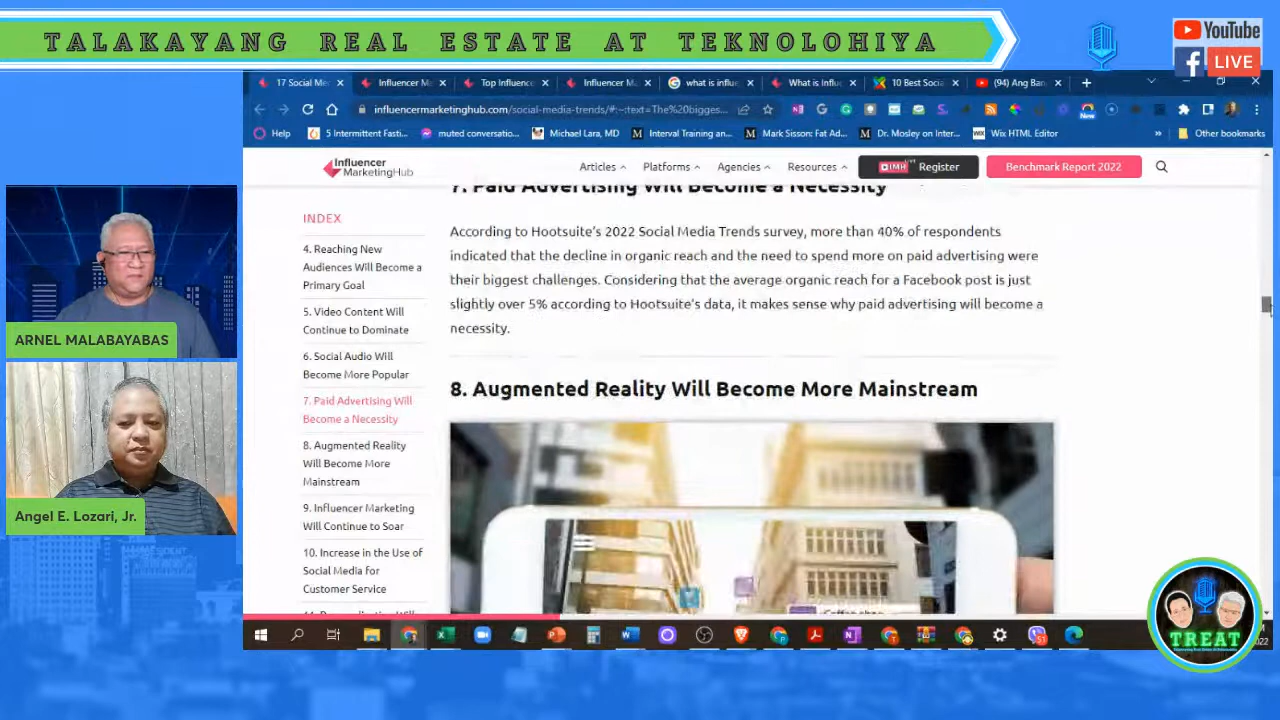 TALAKAYANG REAL ESTATE AT TEKNOLOHIYA
YouTube
LIVE
17 Social Me
Influencer M
Top Influence
Influencer M
what is influe
What is Influ
10 Best Socia
(94) Ang Ban
influencermarketinghub.com/social-media-trends/#:~:text=The%20bigges...
New
Help
5 Intermittent Fasti...
muted conversatio...
Michael Lara, MD
Interval Training an...
Mark Sisson: Fat Ad...
Dr. Mosley on Inter...
Wix HTML Editor
»
Other bookmarks
Influencer
MarketingHub
Articles
Platforms
Agencies
Resources
IMH LIVE
Register
Benchmark Report 2022
INDEX
4. Reaching New
Audiences Will Become a
Primary Goal
5. Video Content Will
Continue to Dominate
6. Social Audio Will
Become More Popular
7. Paid Advertising Will
Become a Necessity
8. Augmented Reality
Will Become More
Mainstream
9. Influencer Marketing
Will Continue to Soar
10. Increase in the Use of
Social Media for
Customer Service
7. Paid Advertising Will Become a Necessity
According to Hootsuite's 2022 Social Media Trends survey, more than 40% of respondents
indicated that the decline in organic reach and the need to spend more on paid advertising were
their biggest challenges. Considering that the average organic reach for a Facebook post is just
slightly over 5% according to Hootsuite's data, it makes sense why paid advertising will become a
necessity.
8. Augmented Reality Will Become More Mainstream
Coffee shop
ARNEL MALABAYABAS
Angel E. Lozari, Jr.
TREAT